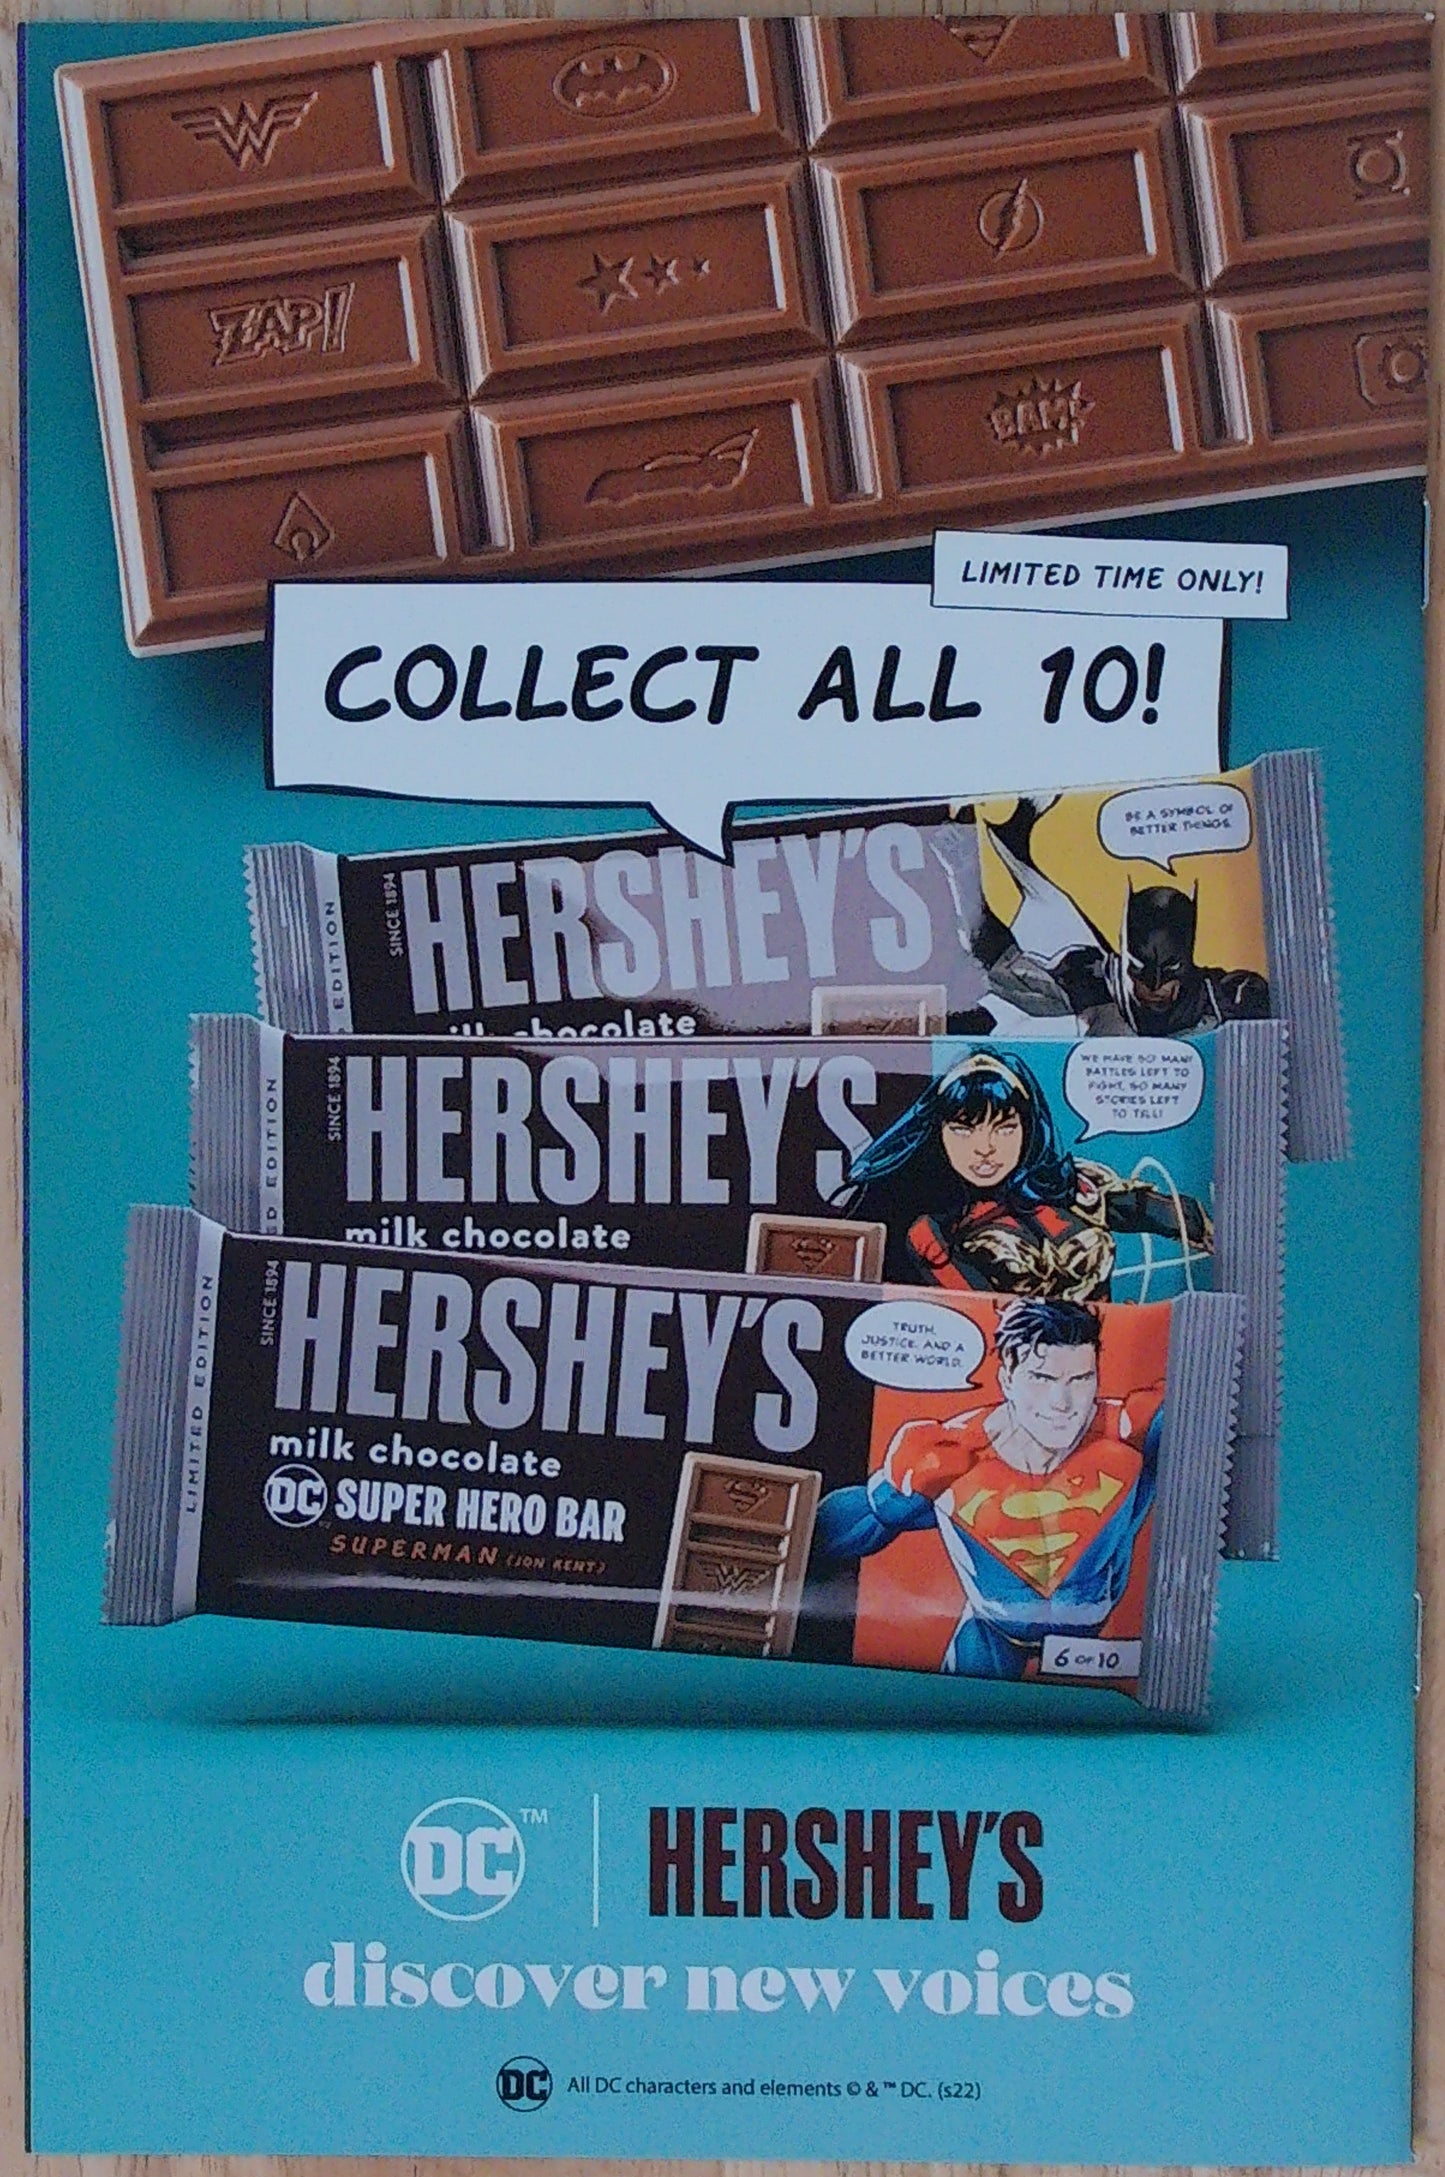 ZAP!
BAM!
LIMITED TIME ONLY!
COLLECT ALL 10!
BE A SYMBOL OF
BETTER THINGS.
EDITION
SINCE 1894
HERSHEY'S
milk chocolate
WE HAVE SO MANY
BATTLES LEFT TO
FIGHT, SO MANY
STORIES LEFT
TO TELL!
ED EDITION
SINCE 1894
HERSHEY'S
milk chocolate
LIMITED EDITION
SINCE 1894
HERSHEY'S
milk chocolate
DC SUPER HERO BAR
SUPERMAN (JON KENT)
TRUTH,
JUSTICE, AND A
BETTER WORLD.
6 OF 10
DC™ HERSHEY'S
discover new voices
DC All DC characters and elements © & ™ DC. (s22)